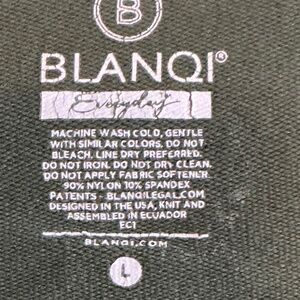 B
BLANQI®
Everyday
MACHINE WASH COLD, GENTLE
WITH SIMILAR COLORS. DO NOT
BLEACH. LINE DRY PREFERRED.
DO NOT IRON. DO NOT DRY CLEAN.
DO NOT APPLY FABRIC SOFTENER.
90% NYLON 10% SPANDEX
PATENTS - BLANQILEGAL.COM
DESIGNED IN THE USA, KNIT AND
ASSEMBLED IN ECUADOR
EC1
BLANQI.COM
L